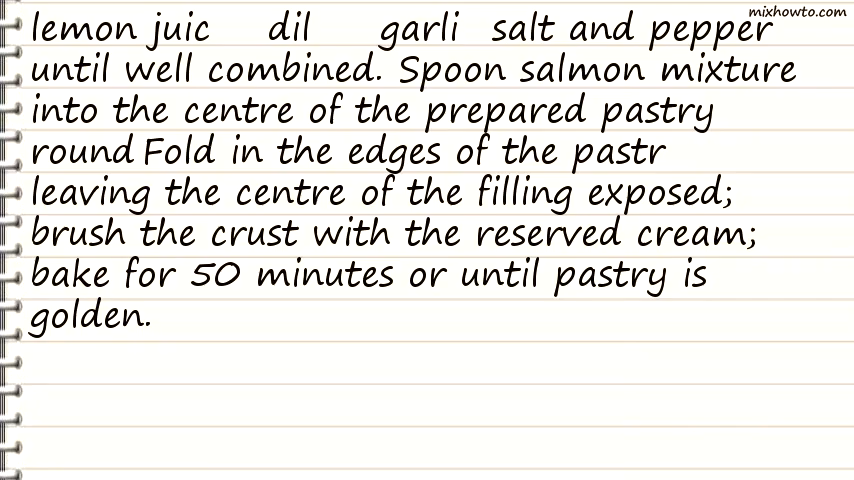 mixhowto.com
lemon juic dil garli salt and pepper
until well combined. Spoon salmon mixture
into the centre of the prepared pastry
round Fold in the edges of the pastr
leaving the centre of the filling exposed;
brush the crust with the reserved cream;
bake for 50 minutes or until pastry is
golden.